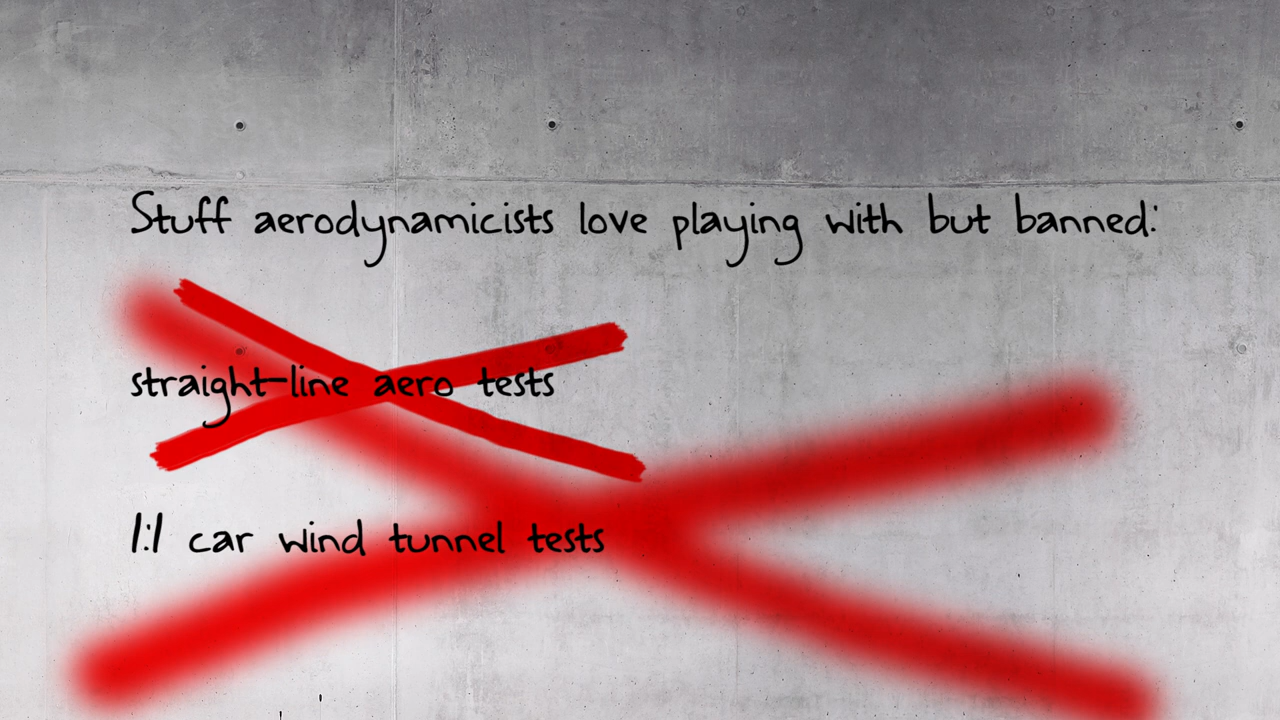 Stuff aerodynamicists love playing with but banned:
straight-line aero tests
1:1 car wind tunnel tests